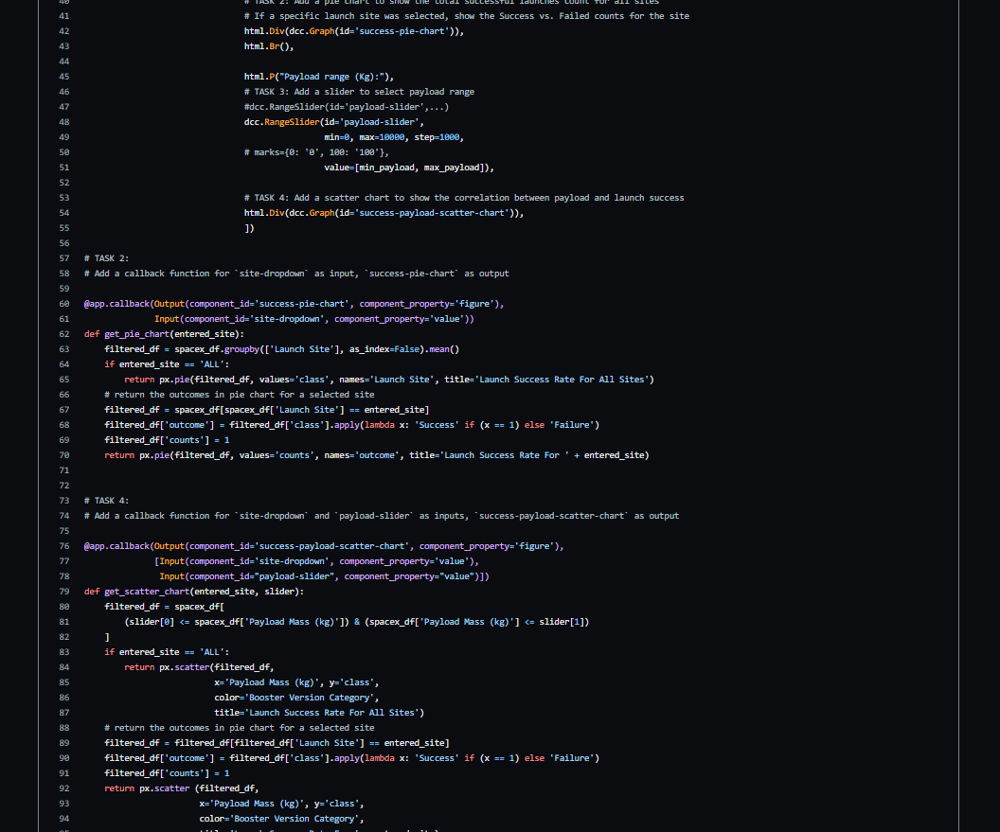 40 # TASK 2: Add a pie chart to show the total successful launches count for all sites
41 # If a specific launch site was selected, show the Success vs. Failed counts for the site
42 html.Div(dcc.Graph(id='success-pie-chart')),
43 html.Br(),
44
45 html.P("Payload range (Kg):"),
46 # TASK 3: Add a slider to select payload range
47 #dcc.RangeSlider(id='payload-slider',...)
48 dcc.RangeSlider(id='payload-slider',
49 min=0, max=10000, step=1000,
50 # marks={0: '0', 100: '100'},
51 value=[min_payload, max_payload]),
52
53 # TASK 4: Add a scatter chart to show the correlation between payload and launch success
54 html.Div(dcc.Graph(id='success-payload-scatter-chart')),
55 ])
56
57 # TASK 2:
58 # Add a callback function for `site-dropdown` as input, `success-pie-chart` as output
59
60 @app.callback(Output(component_id='success-pie-chart', component_property='figure'),
61 Input(component_id='site-dropdown', component_property='value'))
62 def get_pie_chart(entered_site):
63 filtered_df = spacex_df.groupby(['Launch Site'], as_index=False).mean()
64 if entered_site == 'ALL':
65 return px.pie(filtered_df, values='class', names='Launch Site', title='Launch Success Rate For All Sites')
66 # return the outcomes in pie chart for a selected site
67 filtered_df = spacex_df[spacex_df['Launch Site'] == entered_site]
68 filtered_df['outcome'] = filtered_df['class'].apply(lambda x: 'Success' if (x == 1) else 'Failure')
69 filtered_df['counts'] = 1
70 return px.pie(filtered_df, values='counts', names='outcome', title='Launch Success Rate For ' + entered_site)
71
72
73 # TASK 4:
74 # Add a callback function for `site-dropdown` and `payload-slider` as inputs, `success-payload-scatter-chart` as output
75
76 @app.callback(Output(component_id='success-payload-scatter-chart', component_property='figure'),
77 [Input(component_id='site-dropdown', component_property='value'),
78 Input(component_id="payload-slider", component_property="value")])
79 def get_scatter_chart(entered_site, slider):
80 filtered_df = spacex_df[
81 (slider[0] <= spacex_df['Payload Mass (kg)']) & (spacex_df['Payload Mass (kg)'] <= slider[1])
82 ]
83 if entered_site == 'ALL':
84 return px.scatter(filtered_df,
85 x='Payload Mass (kg)', y='class',
86 color='Booster Version Category',
87 title='Launch Success Rate For All Sites')
88 # return the outcomes in pie chart for a selected site
89 filtered_df = filtered_df[filtered_df['Launch Site'] == entered_site]
90 filtered_df['outcome'] = filtered_df['class'].apply(lambda x: 'Success' if (x == 1) else 'Failure')
91 filtered_df['counts'] = 1
92 return px.scatter (filtered_df,
93 x='Payload Mass (kg)', y='class',
94 color='Booster Version Category',